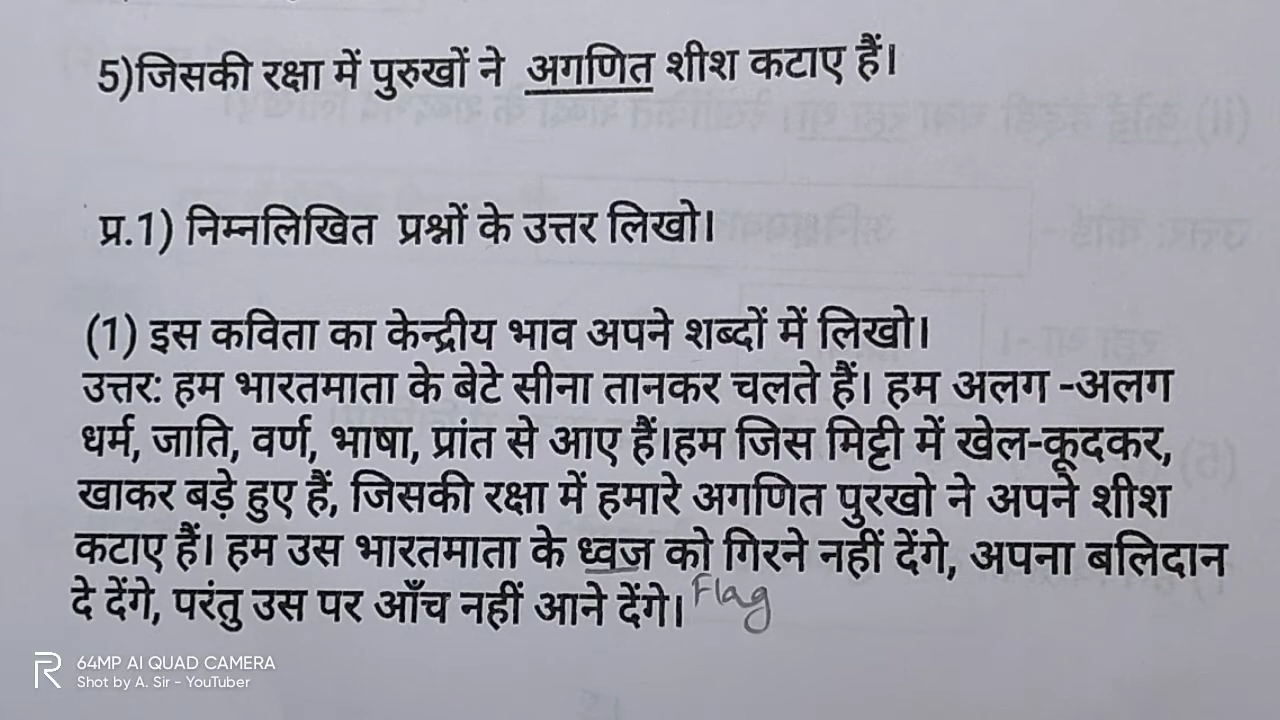 5)जिसकी रक्षा में पुरुखों ने अगणित शीश कटाए हैं।
प्र.1) निम्नलिखित प्रश्नों के उत्तर लिखो।
(1) इस कविता का केन्द्रीय भाव अपने शब्दों में लिखो।
उत्तर: हम भारतमाता के बेटे सीना तानकर चलते हैं। हम अलग -अलग
धर्म, जाति, वर्ण, भाषा, प्रांत से आए हैं।हम जिस मिट्टी में खेल-कूदकर,
खाकर बड़े हुए हैं, जिसकी रक्षा में हमारे अगणित पुरखो ने अपने शीश
कटाए हैं। हम उस भारतमाता के ध्वज को गिरने नहीं देंगे, अपना बलिदान
दे देंगे, परंतु उस पर आँच नहीं आने देंगे। Flag
64MP AI QUAD CAMERA
Shot by A. Sir - YouTuber